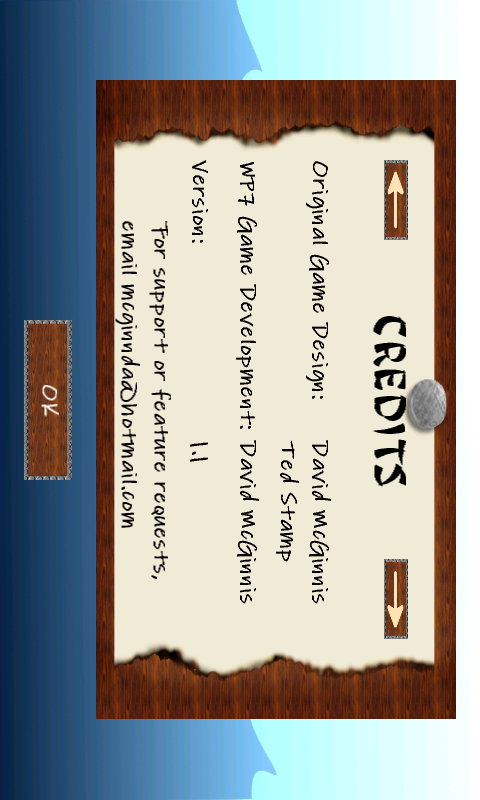 CREDITS
Original Game Design: David McGinnis
Ted Stamp
WP7 Game Development: David McGinnis
Version: 1.1
For support or feature requests,
email mcginnda@hotmail.com
OK